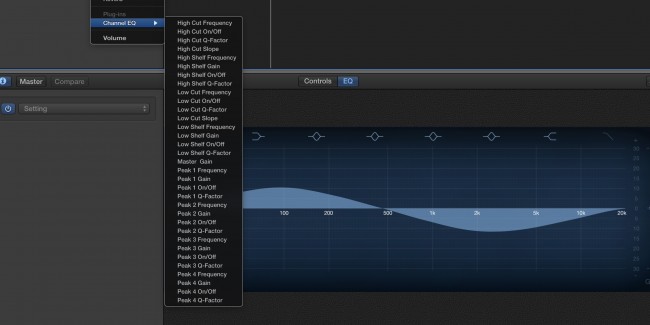 Plug-ins
Channel EQ
Volume
High Cut Frequency
High Cut On/Off
High Cut Q-Factor
High Cut Slope
High Shelf Frequency
High Shelf Gain
High Shelf On/Off
High Shelf Q-Factor
Low Cut Frequency
Low Cut On/Off
Low Cut Q-Factor
Low Cut Slope
Low Shelf Frequency
Low Shelf Gain
Low Shelf On/Off
Low Shelf Q-Factor
Master Gain
Peak 1 Frequency
Peak 1 Gain
Peak 1 On/Off
Peak 1 Q-Factor
Peak 2 Frequency
Peak 2 Gain
Peak 2 On/Off
Peak 2 Q-Factor
Peak 3 Frequency
Peak 3 Gain
Peak 3 On/Off
Peak 3 Q-Factor
Peak 4 Frequency
Peak 4 Gain
Peak 4 On/Off
Peak 4 Q-Factor
Master Compare
Controls EQ
Setting
100 200 500 1k 2k 5k 10k 20k